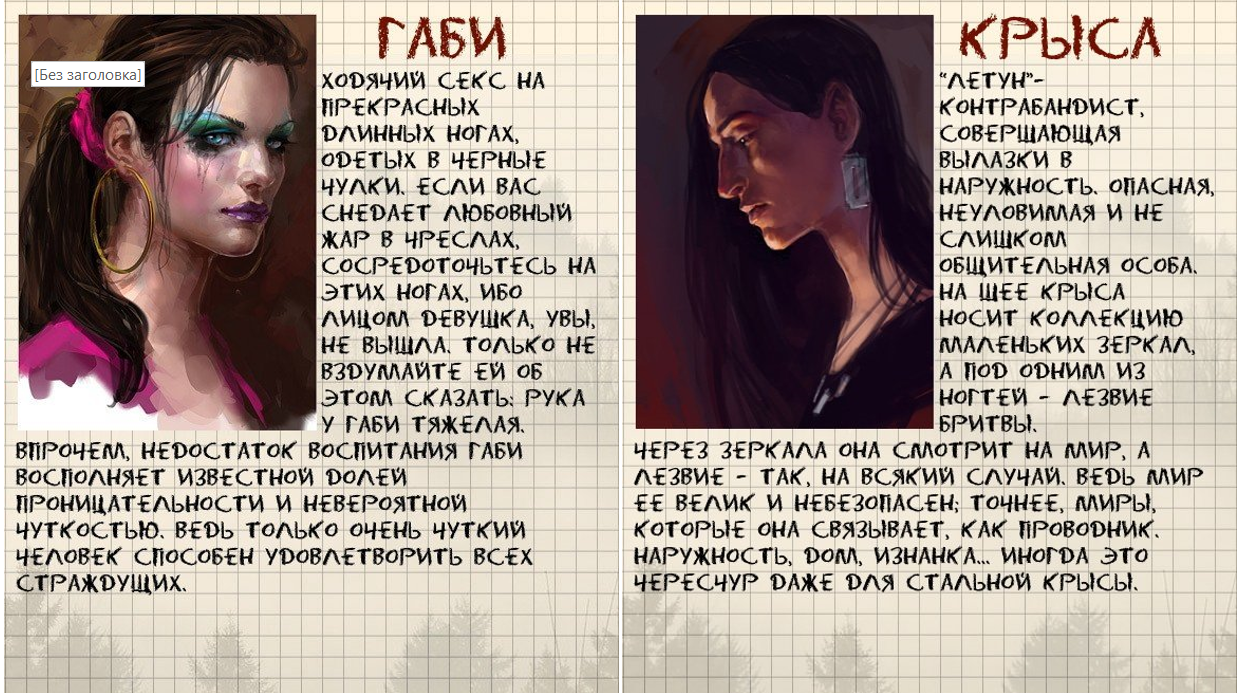 ГАБИ
[Без заголовка]
ХОДЯЧИЙ СЕКС НА
ПРЕКРАСНЫХ
ДЛИННЫХ НОГАХ,
ОДЕТЫХ В ЧЕРНЫЕ
ЧУЛКИ. ЕСЛИ ВАС
СНЕДАЕТ ЛЮБОВНЫЙ
ЖАР В ЧРЕСЛАХ,
СОСРЕДОТОЧЬТЕСЬ НА
ЭТИХ НОГАХ, ИБО
ЛИЦОМ ДЕВУШКА, УВЫ,
НЕ ВЫШЛА. ТОЛЬКО НЕ
ВЗДУМАЙТЕ ЕЙ ОБ
ЭТОМ СКАЗАТЬ: РУКА
У ГАБИ ТЯЖЕЛАЯ.
ВПРОЧЕМ, НЕДОСТАТОК ВОСПИТАНИЯ ГАБИ
ВОСПОЛНЯЕТ ИЗВЕСТНОЙ ДОЛЕЙ
ПРОНИЦАТЕЛЬНОСТИ И НЕВЕРОЯТНОЙ
ЧУТКОСТЬЮ. ВЕДЬ ТОЛЬКО ОЧЕНЬ ЧУТКИЙ
ЧЕЛОВЕК СПОСОБЕН УДОВЛЕТВОРИТЬ ВСЕХ
СТРАЖДУЩИХ.
КРЫСА
"ЛЕТУН"-
КОНТРАБАНДИСТ,
СОВЕРШАЮЩАЯ
ВЫЛАЗКИ В
НАРУЖНОСТЬ. ОПАСНАЯ,
НЕУЛОВИМАЯ И НЕ
СЛИШКОМ
ОБЩИТЕЛЬНАЯ ОСОБА.
НА ШЕЕ КРЫСА
НОСИТ КОЛЛЕКЦИЮ
МАЛЕНЬКИХ ЗЕРКАЛ,
А ПОД ОДНИМ ИЗ
НОГТЕЙ - ЛЕЗВИЕ
БРИТВЫ.
ЧЕРЕЗ ЗЕРКАЛА ОНА СМОТРИТ НА МИР, А
ЛЕЗВИЕ - ТАК, НА ВСЯКИЙ СЛУЧАЙ. ВЕДЬ МИР
ЕЕ ВЕЛИК И НЕБЕЗОПАСЕН; ТОЧНЕЕ, МИРЫ,
КОТОРЫЕ ОНА СВЯЗЫВАЕТ, КАК ПРОВОДНИК.
НАРУЖНОСТЬ, ДОМ, ИЗНАНКА... ИНОГДА ЭТО
ЧЕРЕСЧУР ДАЖЕ ДЛЯ СТАЛЬНОЙ КРЫСЫ.